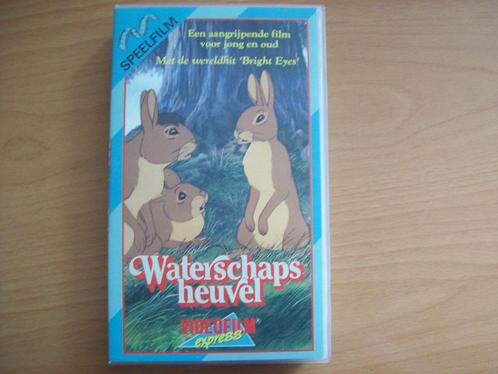 SPEELFILM
Een aangrijpende film
voor jong en oud
Met de wereldhit 'Bright Eyes'
Waterschaps
heuvel
VIDEOFILM®
express